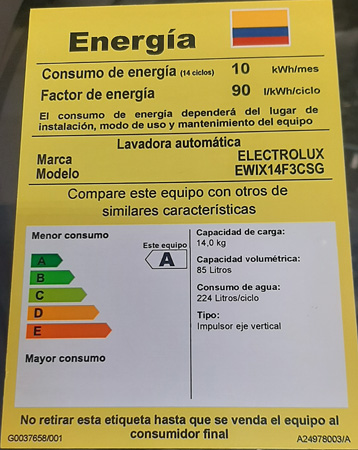 Energía
Consumo de energía (14 ciclos) 10 kWh/mes
Factor de energía 90 l/kWh/ciclo
El consumo de energía dependerá del lugar de
instalación, modo de uso y mantenimiento del equipo
Lavadora automática
Marca ELECTROLUX
Modelo EWIX14F3CSG
Compare este equipo con otros de
similares características
Menor consumo
Este equipo
A A
B
C
D
E
Mayor consumo
Capacidad de carga:
14,0 kg
Capacidad volumétrica:
85 Litros
Consumo de agua:
224 Litros/ciclo
Tipo:
Impulsor eje vertical
No retirar esta etiqueta hasta que se venda el equipo al
consumidor final
G0037658/001 A24978003/A